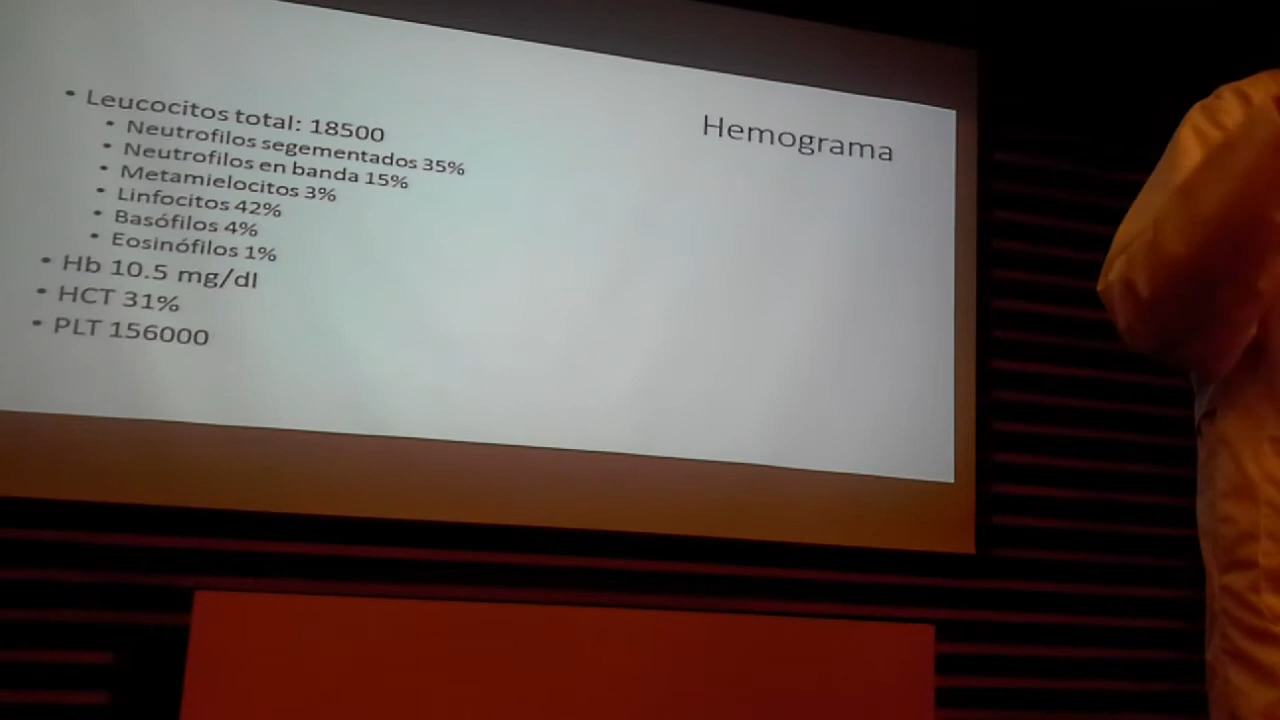 Hemograma
• Leucocitos total: 18500
• Neutrofilos segementados 35%
• Neutrofilos en banda 15%
• Metamielocitos 3%
• Linfocitos 42%
• Basófilos 4%
• Eosinófilos 1%
• Hb 10.5 mg/dl
• HCT 31%
• PLT 156000